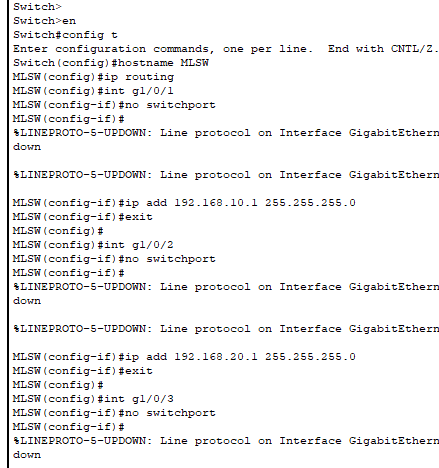 Switch>
Switch>en
Switch#config t
Enter configuration commands, one per line.  End with CNTL/Z.
Switch(config)#hostname MLSW
MLSW(config)#ip routing
MLSW(config)#int g1/0/1
MLSW(config-if)#no switchport
MLSW(config-if)#
%LINEPROTO-5-UPDOWN: Line protocol on Interface GigabitEthern
down
%LINEPROTO-5-UPDOWN: Line protocol on Interface GigabitEthern
MLSW(config-if)#ip add 192.168.10.1 255.255.255.0
MLSW(config-if)#exit
MLSW(config)#
MLSW(config)#int g1/0/2
MLSW(config-if)#no switchport
MLSW(config-if)#
%LINEPROTO-5-UPDOWN: Line protocol on Interface GigabitEthern
down
%LINEPROTO-5-UPDOWN: Line protocol on Interface GigabitEthern
MLSW(config-if)#ip add 192.168.20.1 255.255.255.0
MLSW(config-if)#exit
MLSW(config)#
MLSW(config)#int g1/0/3
MLSW(config-if)#no switchport
MLSW(config-if)#
%LINEPROTO-5-UPDOWN: Line protocol on Interface GigabitEthern
down